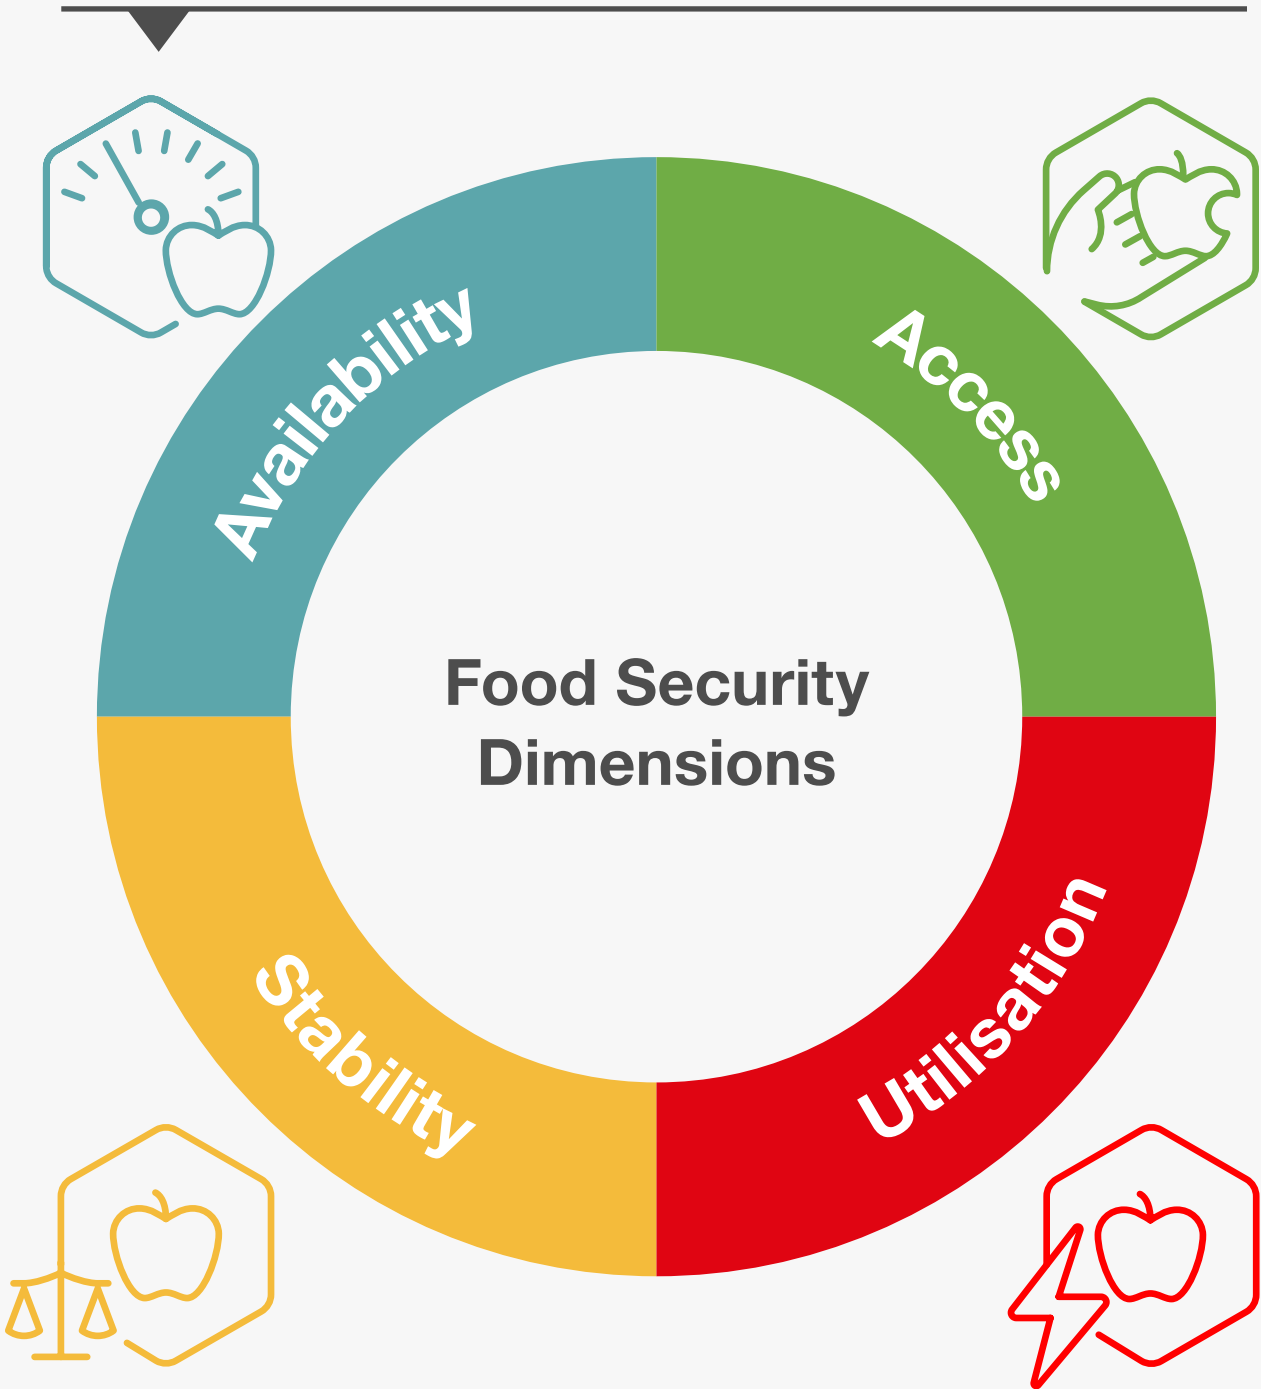 Availability
Access
Food Security
Dimensions
Stability
Utilisation